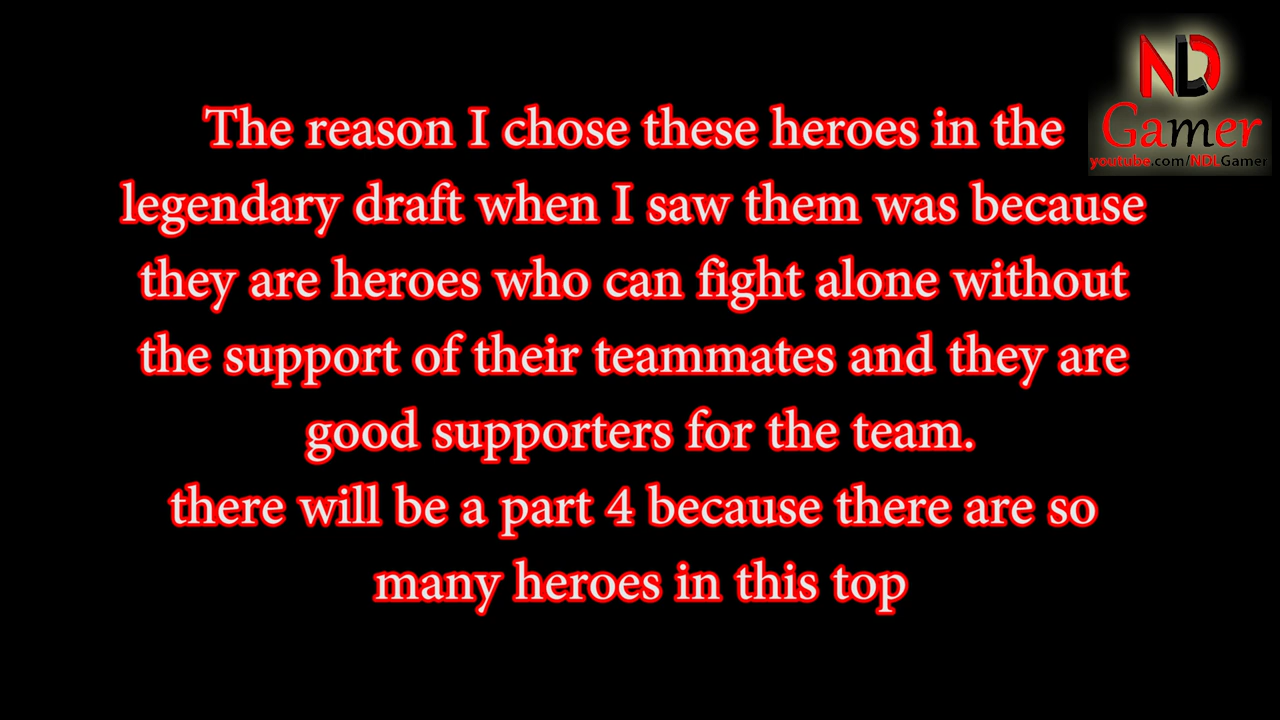 NDL
Gamer
youtube.com/NDLGamer
The reason I chose these heroes in the
legendary draft when I saw them was because
they are heroes who can fight alone without
the support of their teammates and they are
good supporters for the team.
there will be a part 4 because there are so
many heroes in this top